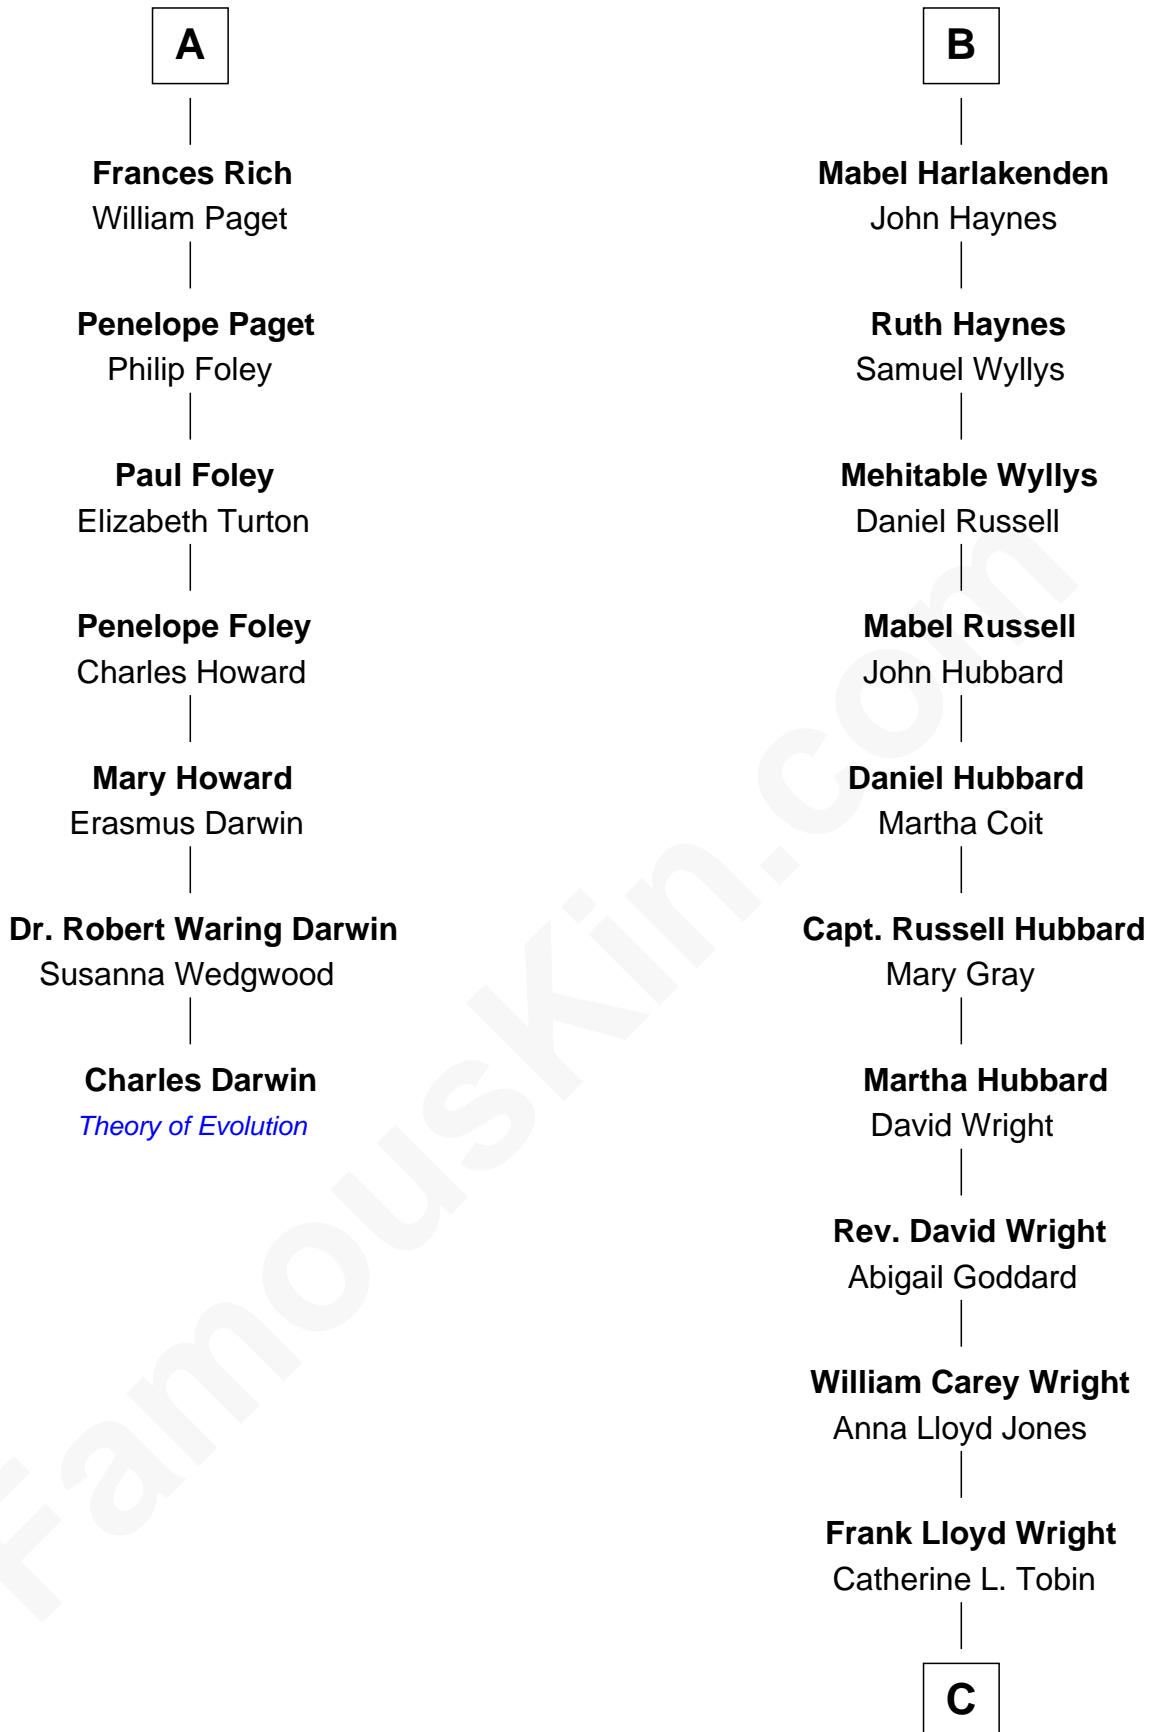 A
Frances Rich
William Paget
Penelope Paget
Philip Foley
Paul Foley
Elizabeth Turton
Penelope Foley
Charles Howard
Mary Howard
Erasmus Darwin
Dr. Robert Waring Darwin
Susanna Wedgwood
Charles Darwin
Theory of Evolution
B
Mabel Harlakenden
John Haynes
Ruth Haynes
Samuel Wyllys
Mehitable Wyllys
Daniel Russell
Mabel Russell
John Hubbard
Daniel Hubbard
Martha Coit
Capt. Russell Hubbard
Mary Gray
Martha Hubbard
David Wright
Rev. David Wright
Abigail Goddard
William Carey Wright
Anna Lloyd Jones
Frank Lloyd Wright
Catherine L. Tobin
C
FamousKin.com